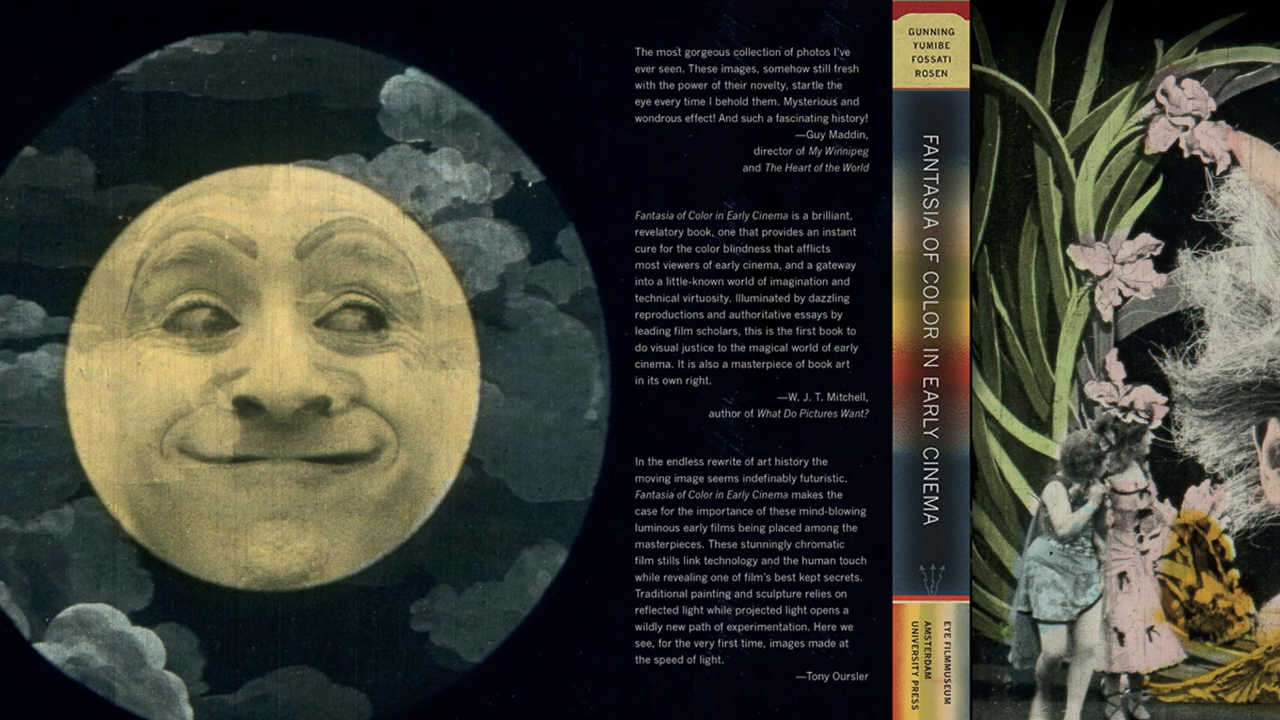 The most gorgeous collection of photos I've
ever seen. These images, somehow still fresh
with the power of their novelty, startle the
eye every time I behold them. Mysterious and
wondrous effect! And such a fascinating history!
—Guy Maddin,
director of My Winnipeg
and The Heart of the World
Fantasia of Color in Early Cinema is a brilliant,
revelatory book, one that provides an instant
cure for the color blindness that afflicts
most viewers of early cinema, and a gateway
into a little-known world of imagination and
technical virtuosity. Illuminated by dazzling
reproductions and authoritative essays by
leading film scholars, this is the first book to
do visual justice to the magical world of early
cinema. It is also a masterpiece of book art
in its own right.
—W. J. T. Mitchell,
author of What Do Pictures Want?
In the endless rewrite of art history the
moving image seems indefinably futuristic.
Fantasia of Color in Early Cinema makes the
case for the importance of these mind-blowing
luminous early films being placed among the
masterpieces. These stunningly chromatic
film stills link technology and the human touch
while revealing one of film's best kept secrets.
Traditional painting and sculpture relies on
reflected light while projected light opens a
wildly new path of experimentation. Here we
see, for the very first time, images made at
the speed of light.
—Tony Oursler
GUNNING
YUMIBE
FOSSATI
ROSEN
FANTASIA OF COLOR IN EARLY CINEMA
EYE FILMMUSEUM
AMSTERDAM
UNIVERSITY PRESS